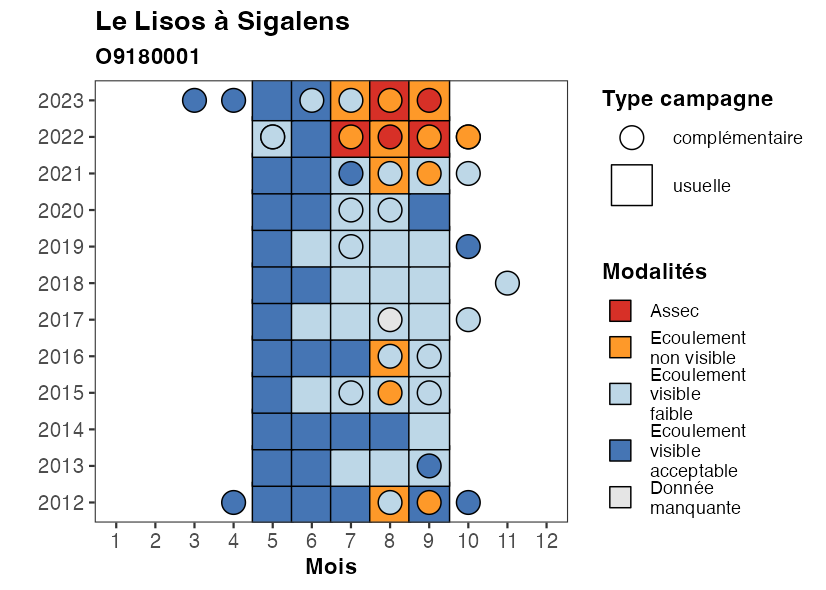 Le Lisos à Sigalens
O9180001
2023
2022
2021
2020
2019
2018
2017
2016
2015
2014
2013
2012
1 2 3 4 5 6 7 8 9 10 11 12
Mois
Type campagne
complémentaire
usuelle
Modalités
Assec
Ecoulement
non visible
Ecoulement
visible
faible
Ecoulement
visible
acceptable
Donnée
manquante